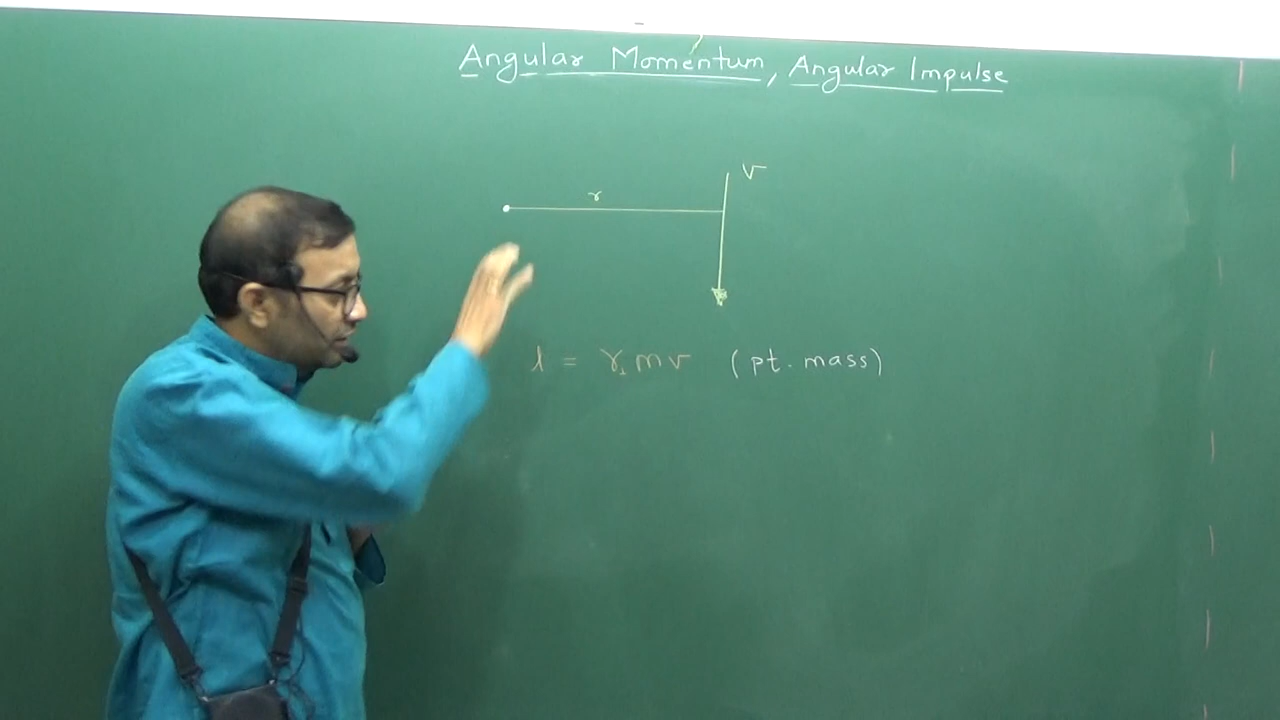 Angular Momentum, Angular Impulse
v
r
l = r⊥mv (pt. mass)